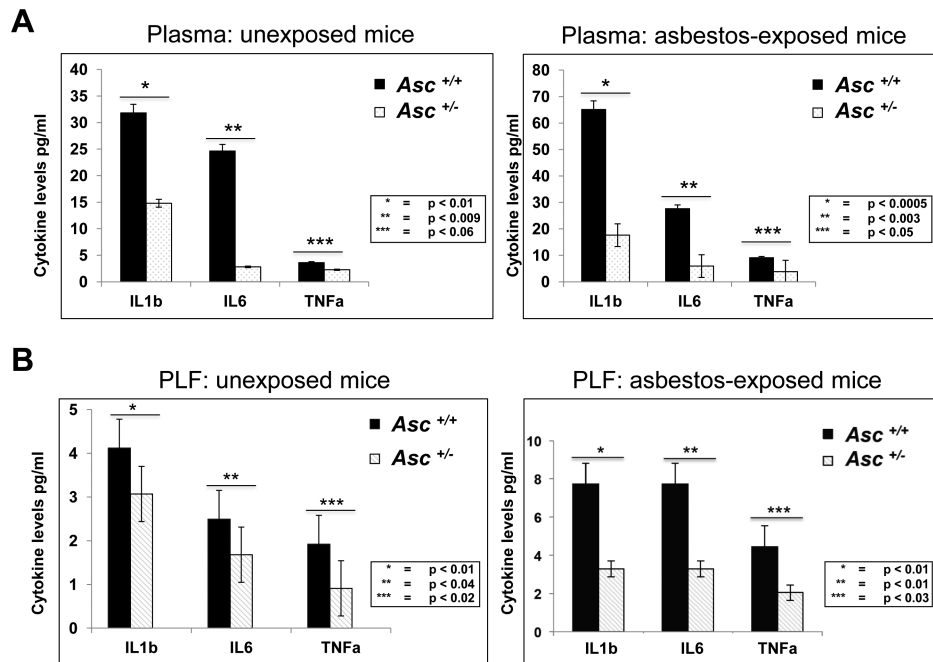 A
Plasma: unexposed mice
Cytokine levels pg/ml
40
35
30
25
20
15
10
5
0
*
**
***
Asc +/+
Asc +/-
* = p < 0.01
** = p < 0.009
*** = p < 0.06
IL1b IL6 TNFa
Plasma: asbestos-exposed mice
Cytokine levels pg/ml
80
70
60
50
40
30
20
10
0
*
**
***
Asc +/+
Asc +/-
* = p < 0.0005
** = p < 0.003
*** = p < 0.05
IL1b IL6 TNFa
B
PLF: unexposed mice
Cytokine levels pg/ml
5
4
3
2
1
0
*
**
***
Asc +/+
Asc +/-
* = p < 0.01
** = p < 0.04
*** = p < 0.02
IL1b IL6 TNFa
PLF: asbestos-exposed mice
Cytokine levels pg/ml
10
8
6
4
2
0
*
**
***
Asc +/+
Asc +/-
* = p < 0.01
** = p < 0.01
*** = p < 0.03
IL1b IL6 TNFa